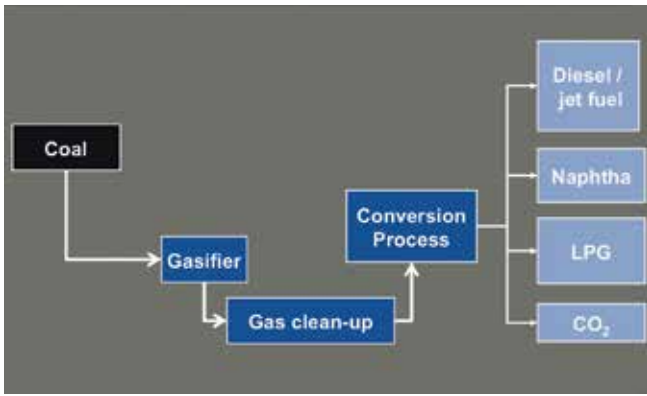 Coal
Gasifier
Gas clean-up
Conversion
Process
Diesel /
jet fuel
Naphtha
LPG
CO₂